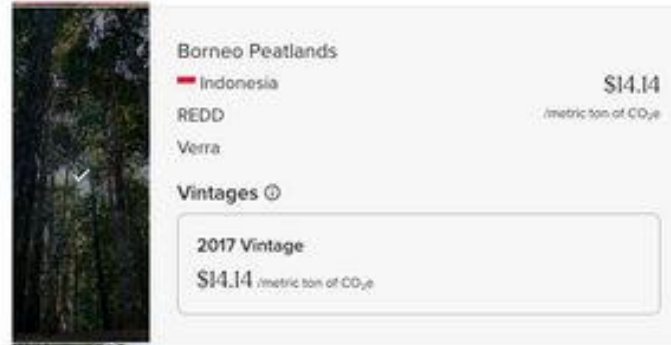 Borneo Peatlands
Indonesia
$14.14
REDD
/metric ton of CO₂e
Verra
Vintages
2017 Vintage
$14.14 /metric ton of CO₂e